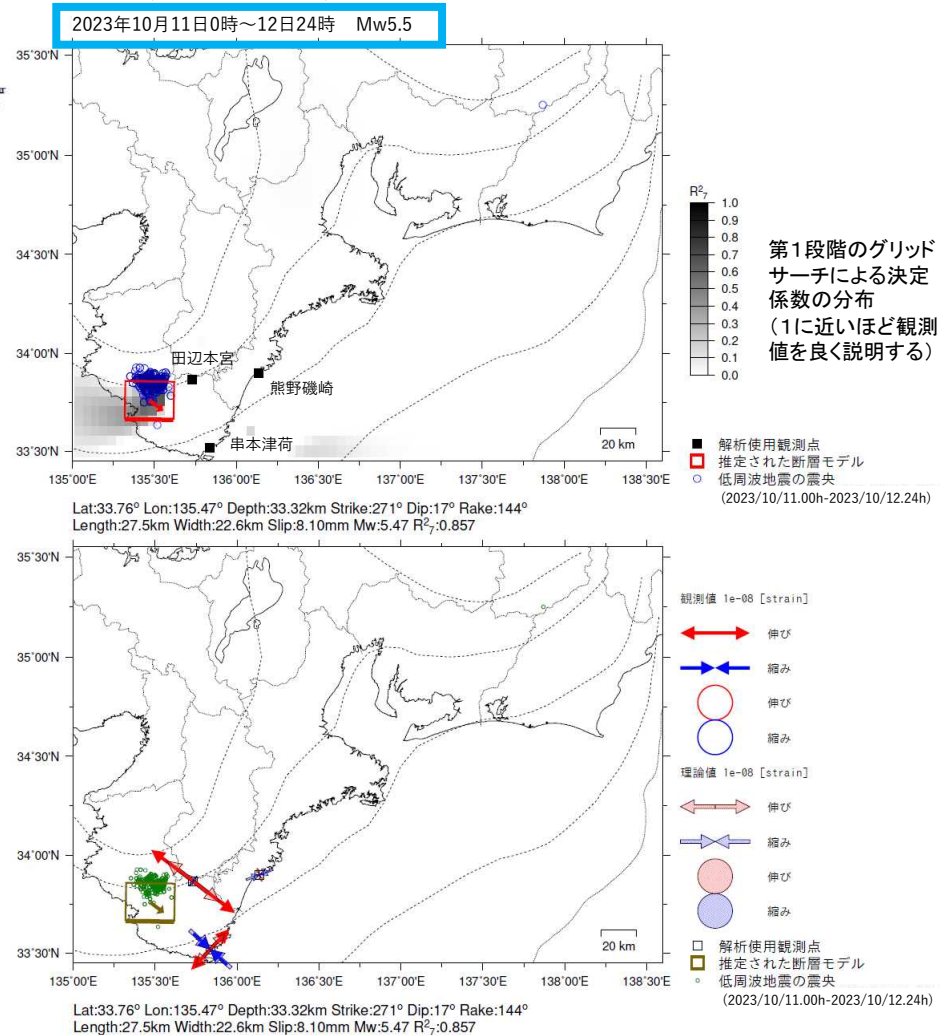 2023年10月11日0時～12日24時 Mw5.5
35°30'N
35°00'N
34°30'N
34°00'N
33°30'N
135°00'E
135°30'E
136°00'E
136°30'E
137°00'E
137°30'E
138°00'E
138°30'E
田辺本宮
熊野磯崎
串本津荷
20 km
R²₇
1.0
0.9
0.8
0.7
0.6
0.5
0.4
0.3
0.2
0.1
0.0
第1段階のグリッド
サーチによる決定
係数の分布
(1に近いほど観測
値を良く説明する)
解析使用観測点
推定された断層モデル
低周波地震の震央
(2023/10/11.00h-2023/10/12.24h)
Lat:33.76° Lon:135.47° Depth:33.32km Strike:271° Dip:17° Rake:144°
Length:27.5km Width:22.6km Slip:8.10mm Mw:5.47 R²₇:0.857
35°30'N
35°00'N
34°30'N
34°00'N
33°30'N
135°00'E
135°30'E
136°00'E
136°30'E
137°00'E
137°30'E
138°00'E
138°30'E
20 km
観測値 1e-08 [strain]
伸び
縮み
伸び
縮み
理論値 1e-08 [strain]
伸び
縮み
伸び
縮み
解析使用観測点
推定された断層モデル
低周波地震の震央
(2023/10/11.00h-2023/10/12.24h)
Lat:33.76° Lon:135.47° Depth:33.32km Strike:271° Dip:17° Rake:144°
Length:27.5km Width:22.6km Slip:8.10mm Mw:5.47 R²₇:0.857